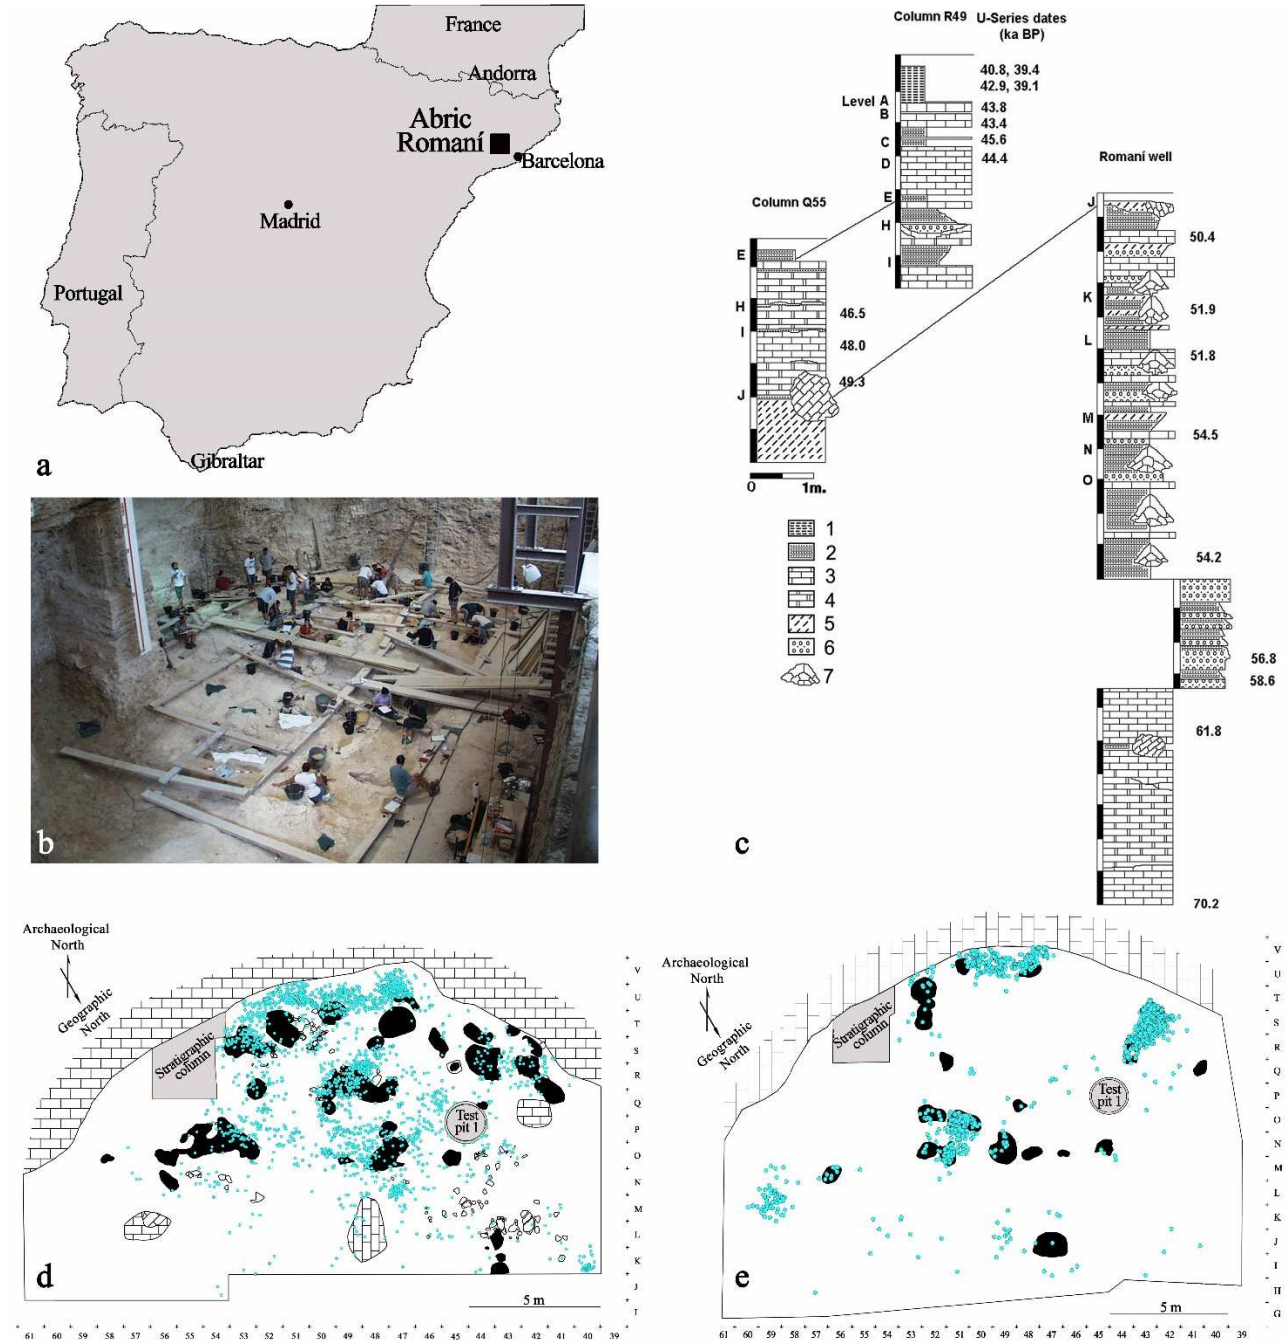 France
Andorra
Abric
Romaní
Barcelona
Madrid
Portugal
Gibraltar
a
b
Column R49
U-Series dates
(ka BP)
40.8, 39.4
42.9, 39.1
Level A
43.8
B
43.4
C
45.6
D
44.4
E
H
I
Column Q55
E
H
46.5
I
48.0
49.3
J
0 1m.
Romaní well
J
50.4
K
51.9
L
51.8
M
54.5
N
O
54.2
56.8
58.6
61.8
70.2
1
2
3
4
5
6
7
c
Archaeological
North
Geographic
North
Stratigraphic
column
Test
pit 1
d
5 m
V
U
T
S
R
Q
P
O
N
M
L
K
J
I
61 60 59 58 57 56 55 54 53 52 51 50 49 48 47 46 45 44 43 42 41 40 39
Archaeological
North
Geographic
North
Stratigraphic
column
Test
pit 1
e
5 m
V
U
T
S
R
Q
P
O
N
M
L
K
J
I
H
G
61 60 59 58 57 56 55 54 53 52 51 50 49 48 47 46 45 44 43 42 41 40 39